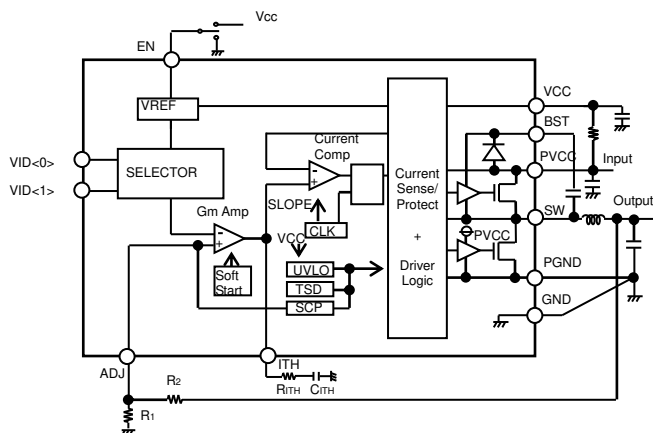 Vcc
EN
VCC
VREF
BST
Current
Comp
VID<0>
VID<1>
SELECTOR
PVCC
Input
Current
Sense/
Protect
+
Driver
Logic
SLOPE
Gm Amp
CLK
SW
Output
VCC
PVCC
Soft
Start
UVLO
TSD
SCP
PGND
GND
ADJ
ITH
RITH
CITH
R2
R1